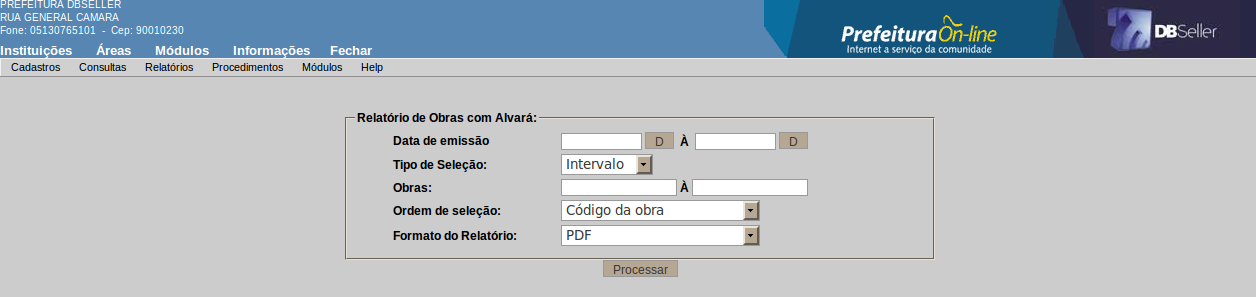 PREFEITURA DBSELLER
RUA GENERAL CAMARA
Fone: 05130765101 - Cep: 90010230
Prefeitura On-line
Internet a serviço da comunidade
DBSeller
Instituições Áreas Módulos Informações Fechar
Cadastros Consultas Relatórios Procedimentos Módulos Help
Relatório de Obras com Alvará:
Data de emissão D À D
Tipo de Seleção: Intervalo
Obras: À
Ordem de seleção: Código da obra
Formato do Relatório: PDF
Processar